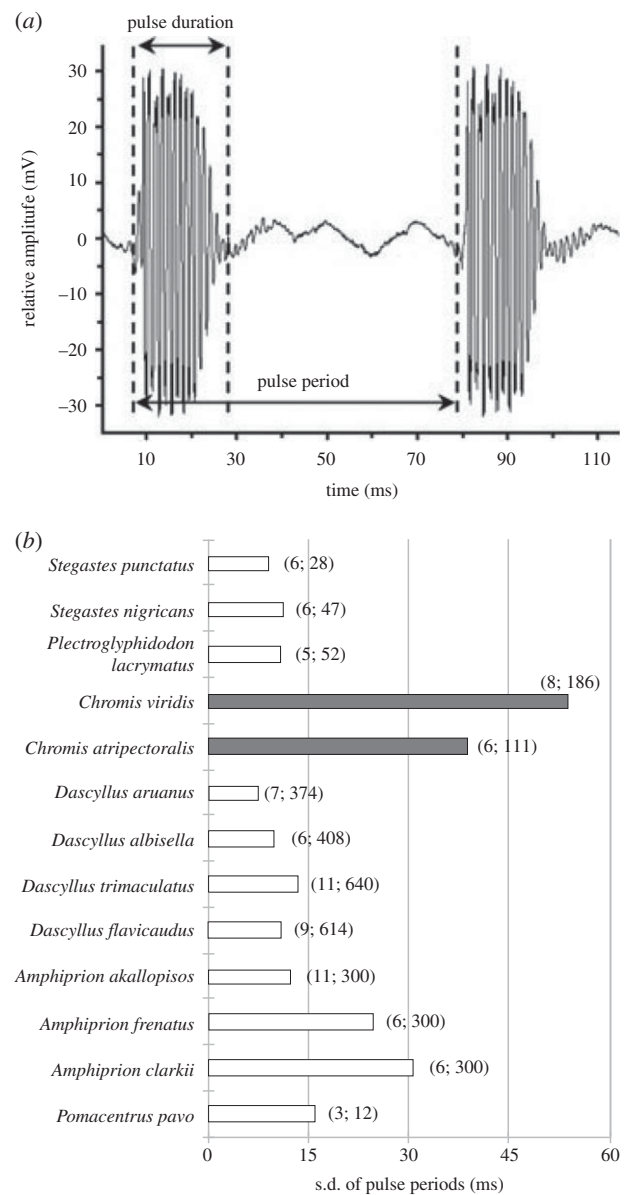 (a)
pulse duration
30
20
10
0
–10
–20
–30
relative amplitufe (mV)
pulse period
10 30 50 70 90 110
time (ms)
(b)
Stegastes punctatus (6; 28)
Stegastes nigricans (6; 47)
Plectroglyphidodon
lacrymatus (5; 52)
Chromis viridis (8; 186)
Chromis atripectoralis (6; 111)
Dascyllus aruanus (7; 374)
Dascyllus albisella (6; 408)
Dascyllus trimaculatus (11; 640)
Dascyllus flavicaudus (9; 614)
Amphiprion akallopisos (11; 300)
Amphiprion frenatus (6; 300)
Amphiprion clarkii (6; 300)
Pomacentrus pavo (3; 12)
0 15 30 45 60
s.d. of pulse periods (ms)